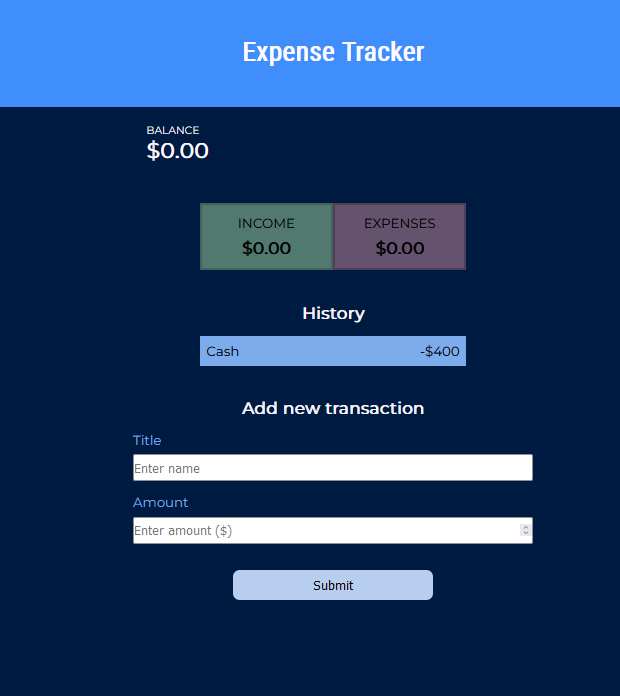 Expense Tracker
BALANCE
$0.00
INCOME EXPENSES
$0.00 $0.00
History
Cash -$400
Add new transaction
Title
Enter name
Amount
Enter amount ($)
Submit